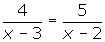 4/(x − 3) = 5/(x − 2)